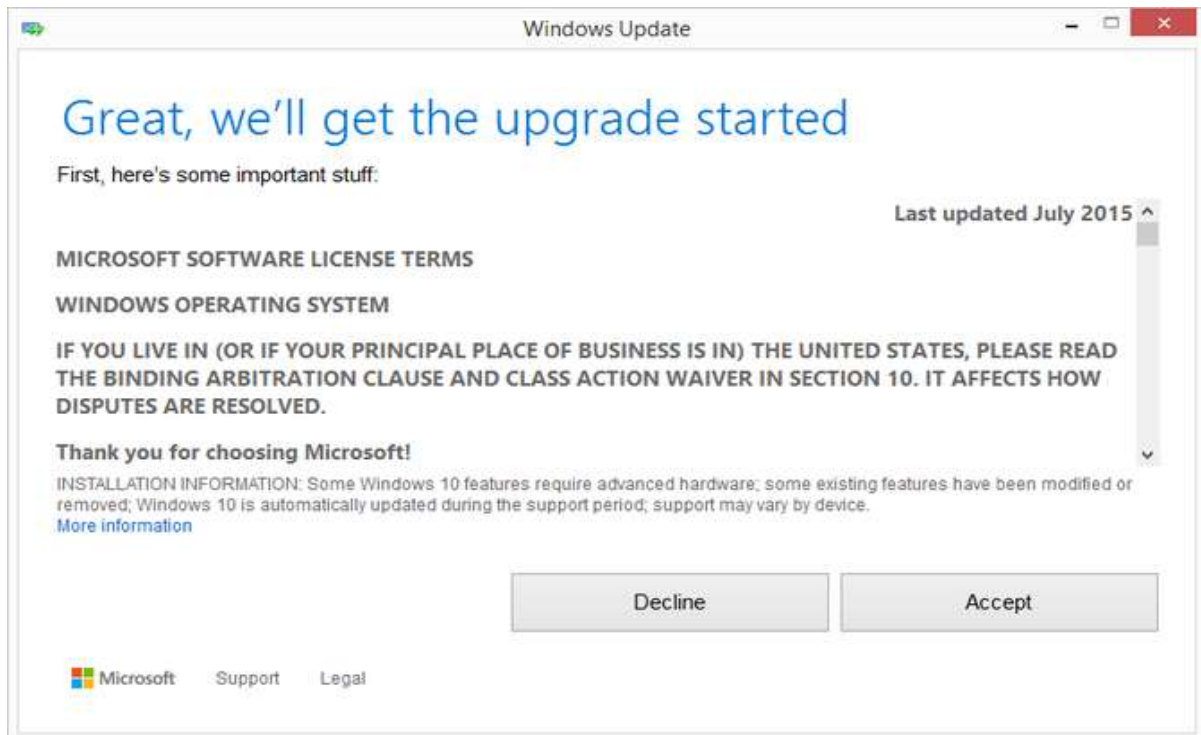 Windows Update
Great, we'll get the upgrade started
First, here's some important stuff:
Last updated July 2015
MICROSOFT SOFTWARE LICENSE TERMS
WINDOWS OPERATING SYSTEM
IF YOU LIVE IN (OR IF YOUR PRINCIPAL PLACE OF BUSINESS IS IN) THE UNITED STATES, PLEASE READ
THE BINDING ARBITRATION CLAUSE AND CLASS ACTION WAIVER IN SECTION 10. IT AFFECTS HOW
DISPUTES ARE RESOLVED.
Thank you for choosing Microsoft!
INSTALLATION INFORMATION: Some Windows 10 features require advanced hardware; some existing features have been modified or
removed; Windows 10 is automatically updated during the support period; support may vary by device.
More information
Decline Accept
Microsoft Support Legal